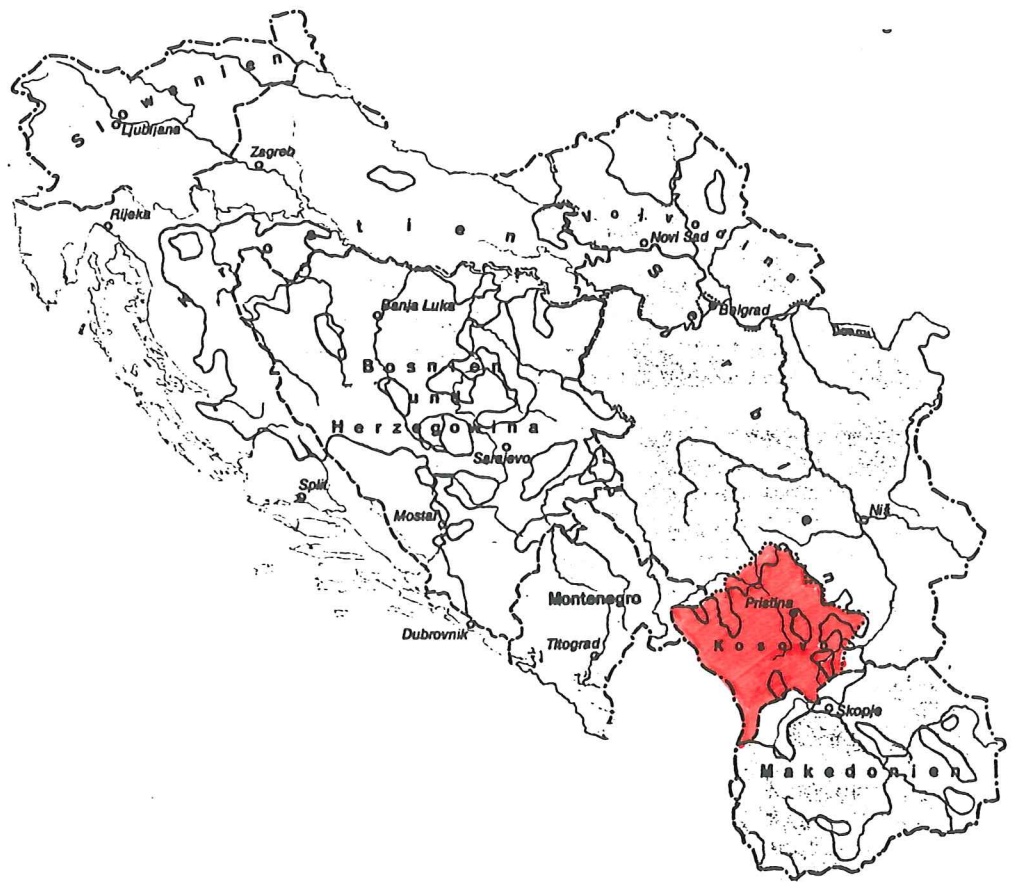 Slowenien
Ljubljana
Zagreb
Rijeka
Kroatien
Vojvodina
Novi Sad
Belgrad
Banja Luka
Bosnien
und
Herzegowina
Sarajevo
Serbien
Split
Mostar
Niš
Montenegro
Pristina
Kosovo
Dubrovnik
Titograd
Skopje
Makedonien